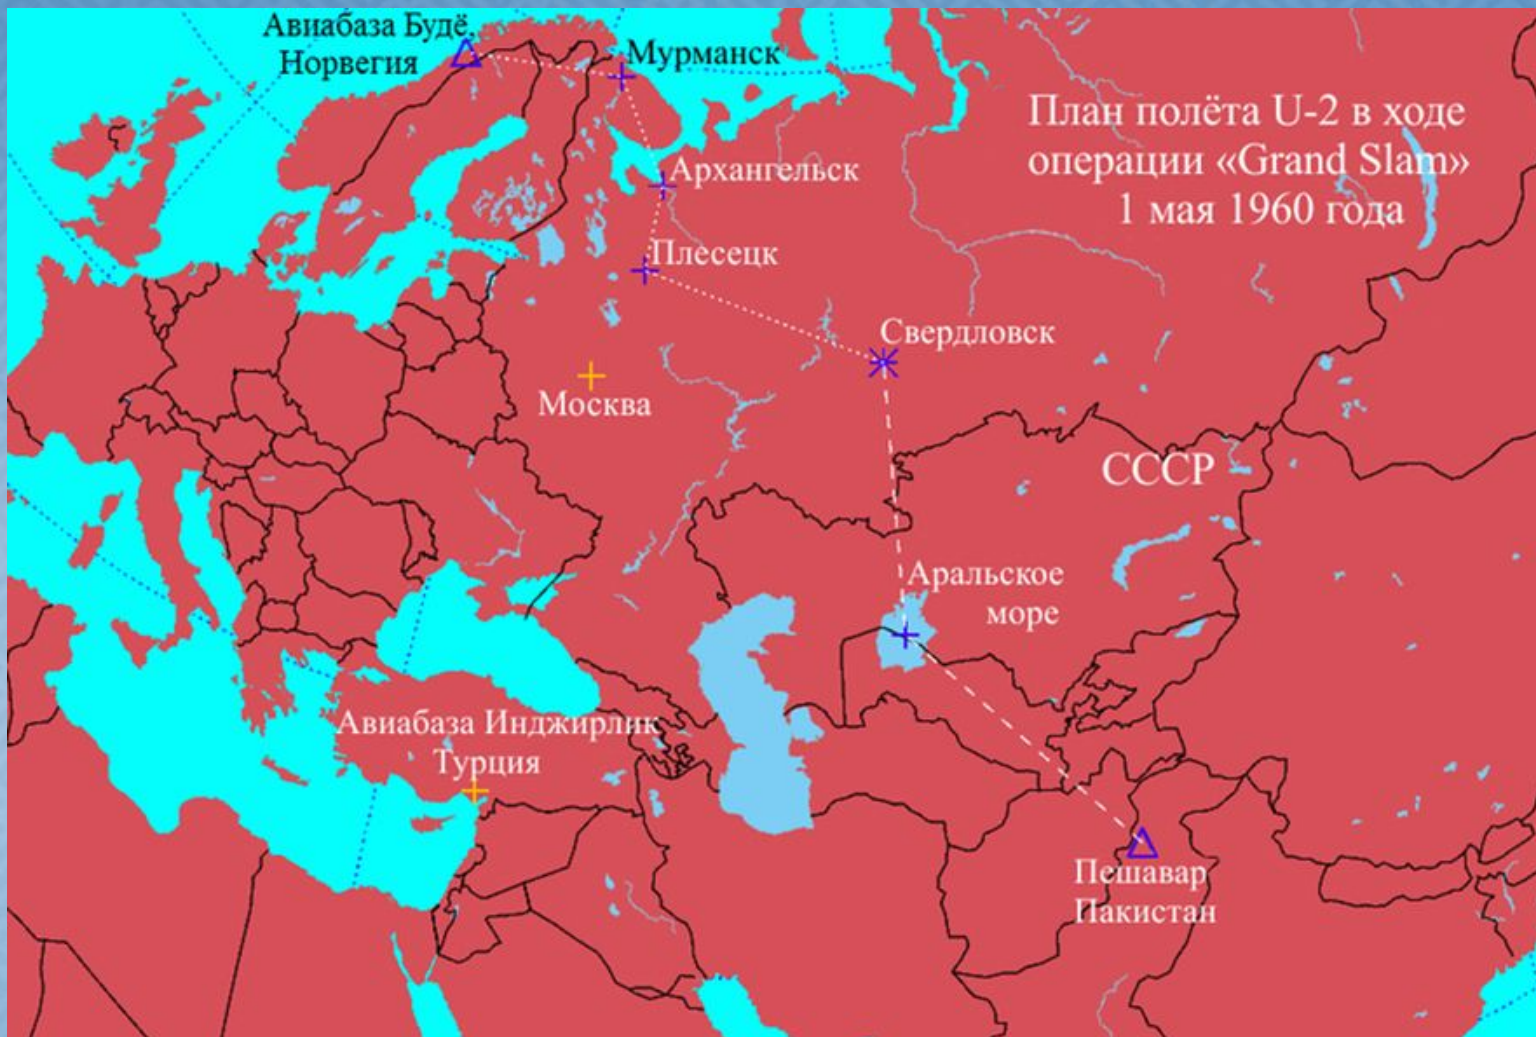 Авиабаза Будё,
Норвегия
Мурманск
План полёта U-2 в ходе
операции «Grand Slam»
1 мая 1960 года
Архангельск
Плесецк
Свердловск
Москва
СССР
Аральское
море
Авиабаза Инджирлик
Турция
Пешавар
Пакистан